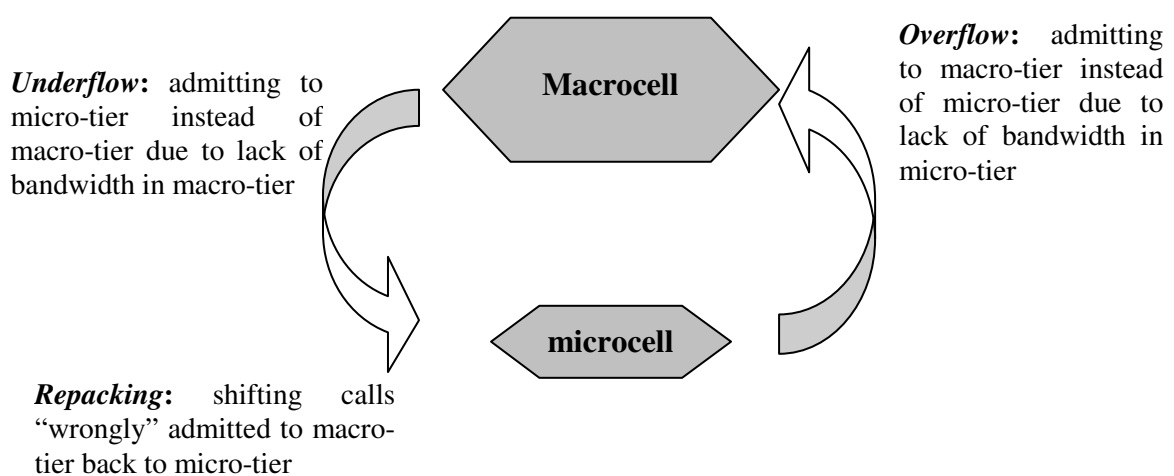 Underflow: admitting to
micro-tier instead of
macro-tier due to lack of
bandwidth in macro-tier
Macrocell
Overflow: admitting
to macro-tier instead
of micro-tier due to
lack of bandwidth in
micro-tier
microcell
Repacking: shifting calls
“wrongly” admitted to macro-
tier back to micro-tier